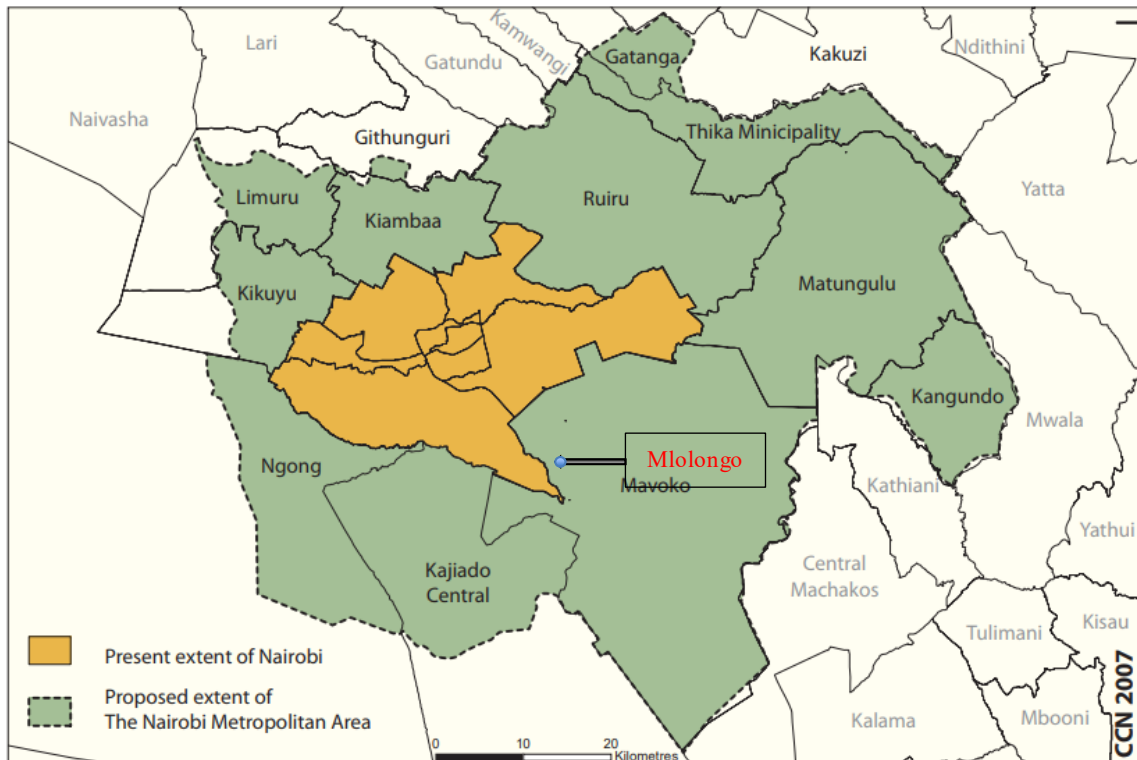 Lari
Gatundu
Kamwangi
Gatanga
Kakuzi
Ndithini
Naivasha
Githunguri
Thika Minicipality
Yatta
Limuru
Kiambaa
Ruiru
Kikuyu
Matungulu
Kangundo
Mwala
Ngong
Mlolongo
Mavoko
Kathiani
Yathui
Kajiado
Central
Central
Machakos
Tulimani
Kisau
Kalama
Mbooni
Present extent of Nairobi
Proposed extent of
The Nairobi Metropolitan Area
0 10 20
Kilometres
CCN 2007